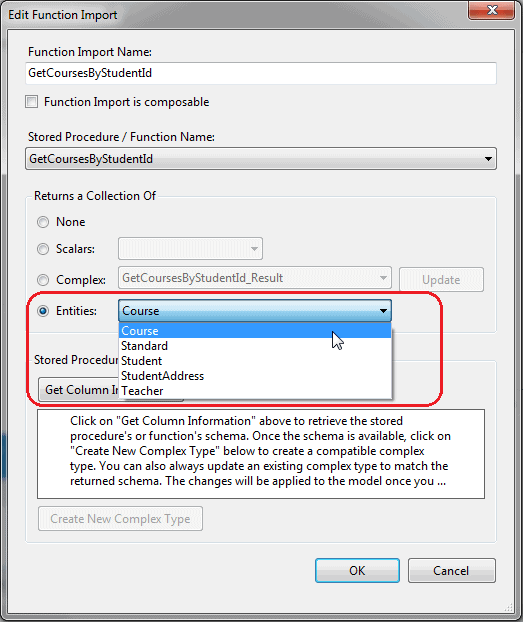 Edit Function Import
Function Import Name:
GetCoursesByStudentId
Function Import is composable
Stored Procedure / Function Name:
GetCoursesByStudentId
Returns a Collection Of
None
Scalars:
Complex: GetCoursesByStudentId_Result Update
Entities: Course
Course
Standard
Student
StudentAddress
Teacher
Stored Procedu
Get Column I
Click on "Get Column Information" above to retrieve the stored
procedure's or function's schema. Once the schema is available, click on
"Create New Complex Type" below to create a compatible complex
type. You can also always update an existing complex type to match the
returned schema. The changes will be applied to the model once you ...
Create New Complex Type
OK Cancel